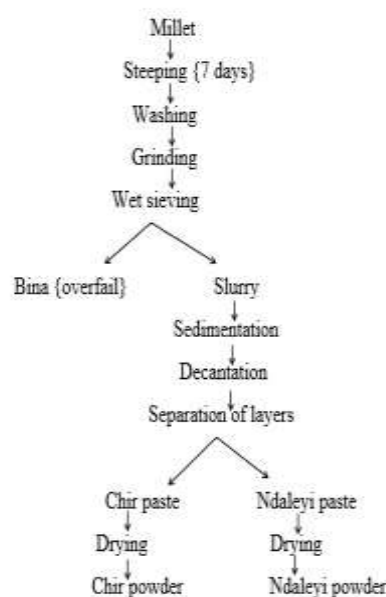 Millet
Steeping {7 days}
Washing
Grinding
Wet sieving
Bina {overfail} Slurry
Sedimentation
Decantation
Separation of layers
Chir paste Ndaleyi paste
Drying Drying
Chir powder Ndaleyi powder